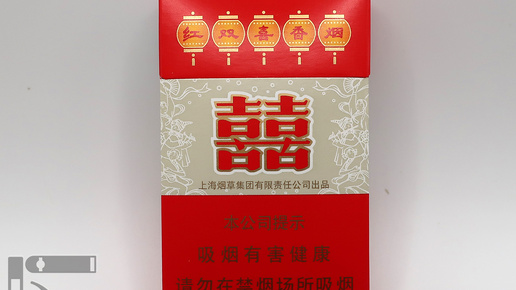 红双喜香烟
囍
上海烟草集团有限责任公司出品
本公司提示
吸烟有害健康
请勿在禁烟场所吸烟